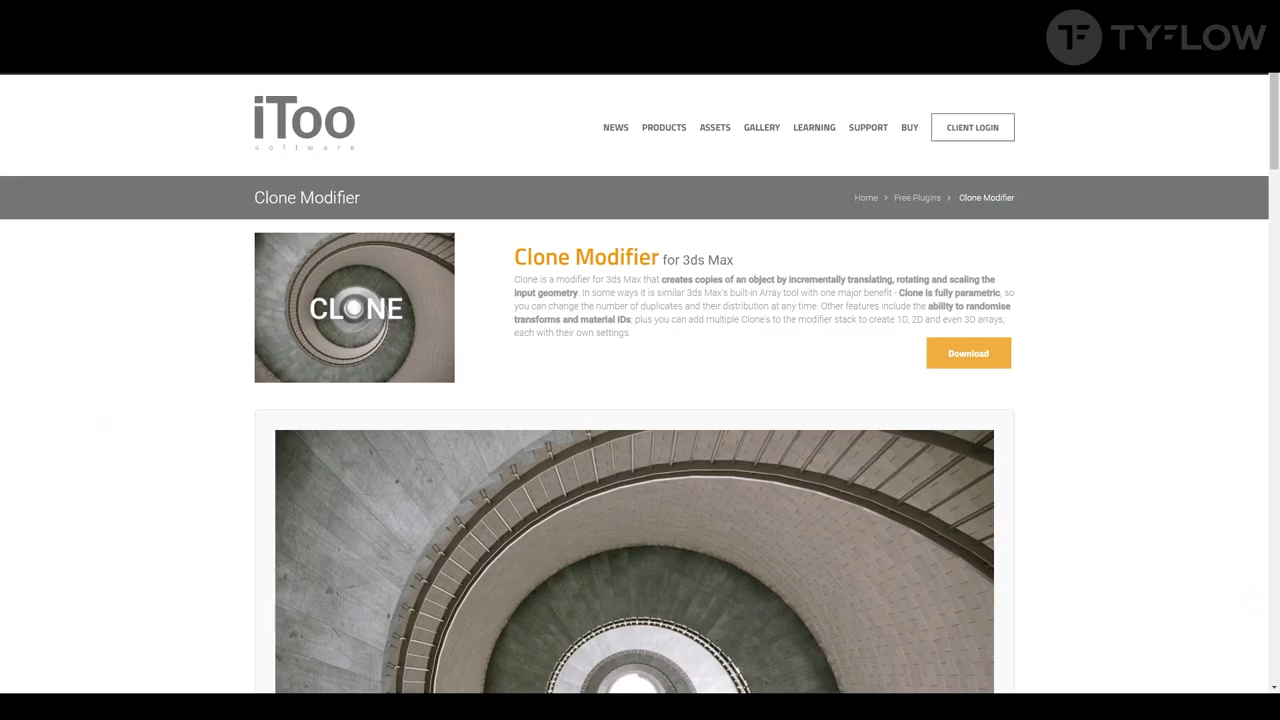 TYFLOW
iToo
software
NEWS PRODUCTS ASSETS GALLERY LEARNING SUPPORT BUY CLIENT LOGIN
Clone Modifier
Home > Free Plugins > Clone Modifier
CLONE
Clone Modifier for 3ds Max
Clone is a modifier for 3ds Max that creates copies of an object by incrementally translating, rotating and scaling the
input geometry. In some ways it is similar 3ds Max's built-in Array tool with one major benefit - Clone is fully parametric, so
you can change the number of duplicates and their distribution at any time. Other features include the ability to randomise
transforms and material IDs; plus you can add multiple Clone's to the modifier stack to create 1D, 2D and even 3D arrays,
each with their own settings.
Download